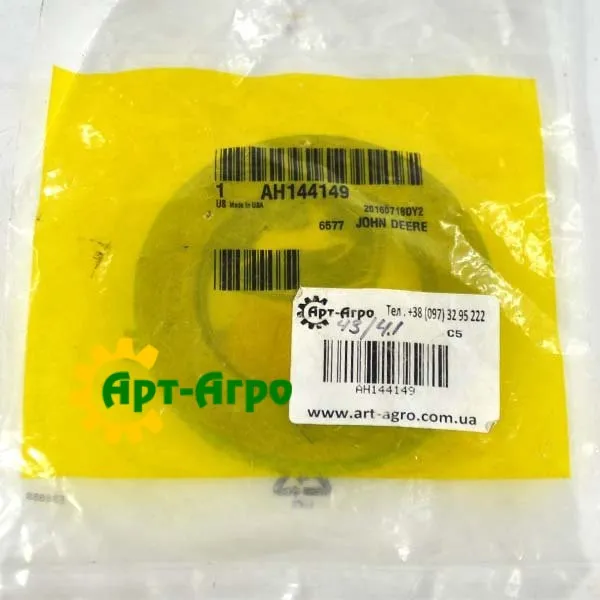 1 AH144149
US Made in USA
20160719DY2
6577 JOHN DEERE
Арт-Агро Тел.: +38 (097) 32 95 222
43/4.1
C5
AH144149
www.art-agro.com.ua
Арт-Агро